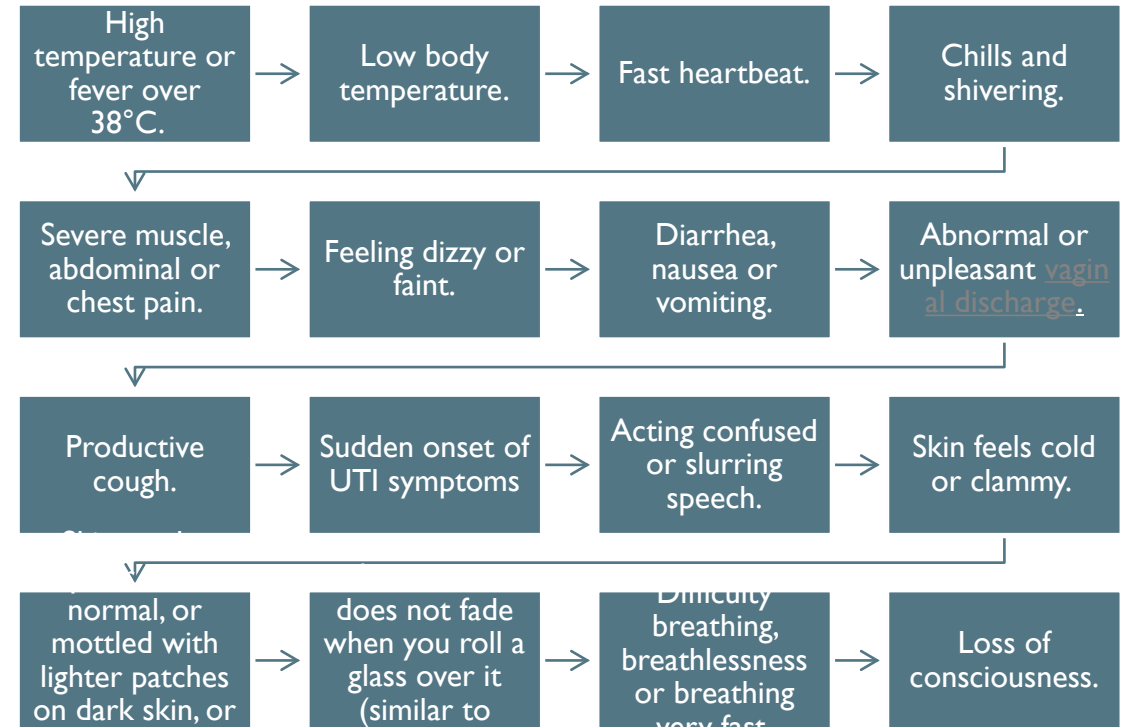 High
temperature or
fever over
38°C.
Low body
temperature.
Fast heartbeat.
Chills and
shivering.
Severe muscle,
abdominal or
chest pain.
Feeling dizzy or
faint.
Diarrhea,
nausea or
vomiting.
Abnormal or
unpleasant vagin
al discharge.
Productive
cough.
Sudden onset of
UTI symptoms
Acting confused
or slurring
speech.
Skin feels cold
or clammy.
normal, or
mottled with
lighter patches
on dark skin, or
does not fade
when you roll a
glass over it
(similar to
Difficulty
breathing,
breathlessness
or breathing
very fast
Loss of
consciousness.